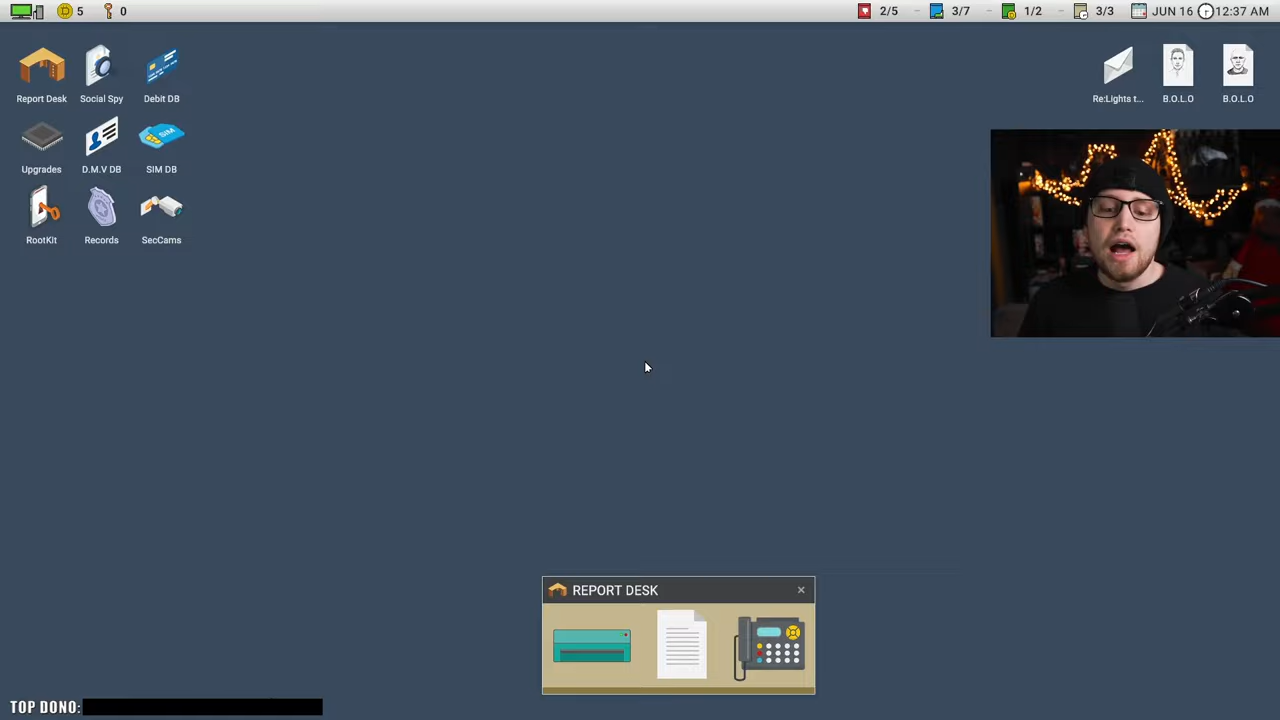 5
0
2/5
3/7
1/2
3/3
JUN 16
12:37 AM
Report Desk
Social Spy
Debit DB
Re:Lights t...
B.O.L.O
B.O.L.O
Upgrades
D.M.V DB
SIM DB
SIM
RootKit
Records
SecCams
REPORT DESK
TOP DONO: